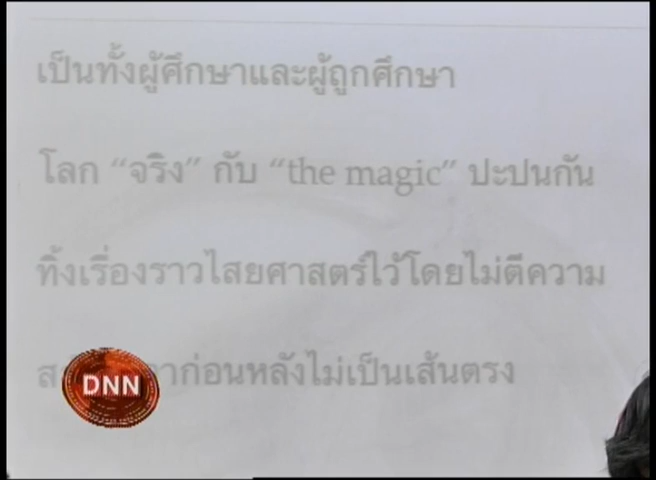 เป็นทั้งผู้ศึกษาและผู้ถูกศึกษา
โลก “จริง” กับ “the magic” ปะปนกัน
ทิ้งเรื่องราวไสยศาสตร์ไว้โดยไม่ตีความ
ก่อนหลังไม่เป็นเส้นตรง
DNN